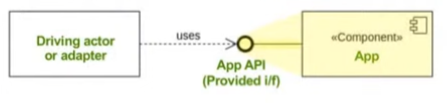 Driving actor
or adapter
uses
App API
(Provided i/f)
«Component»
App